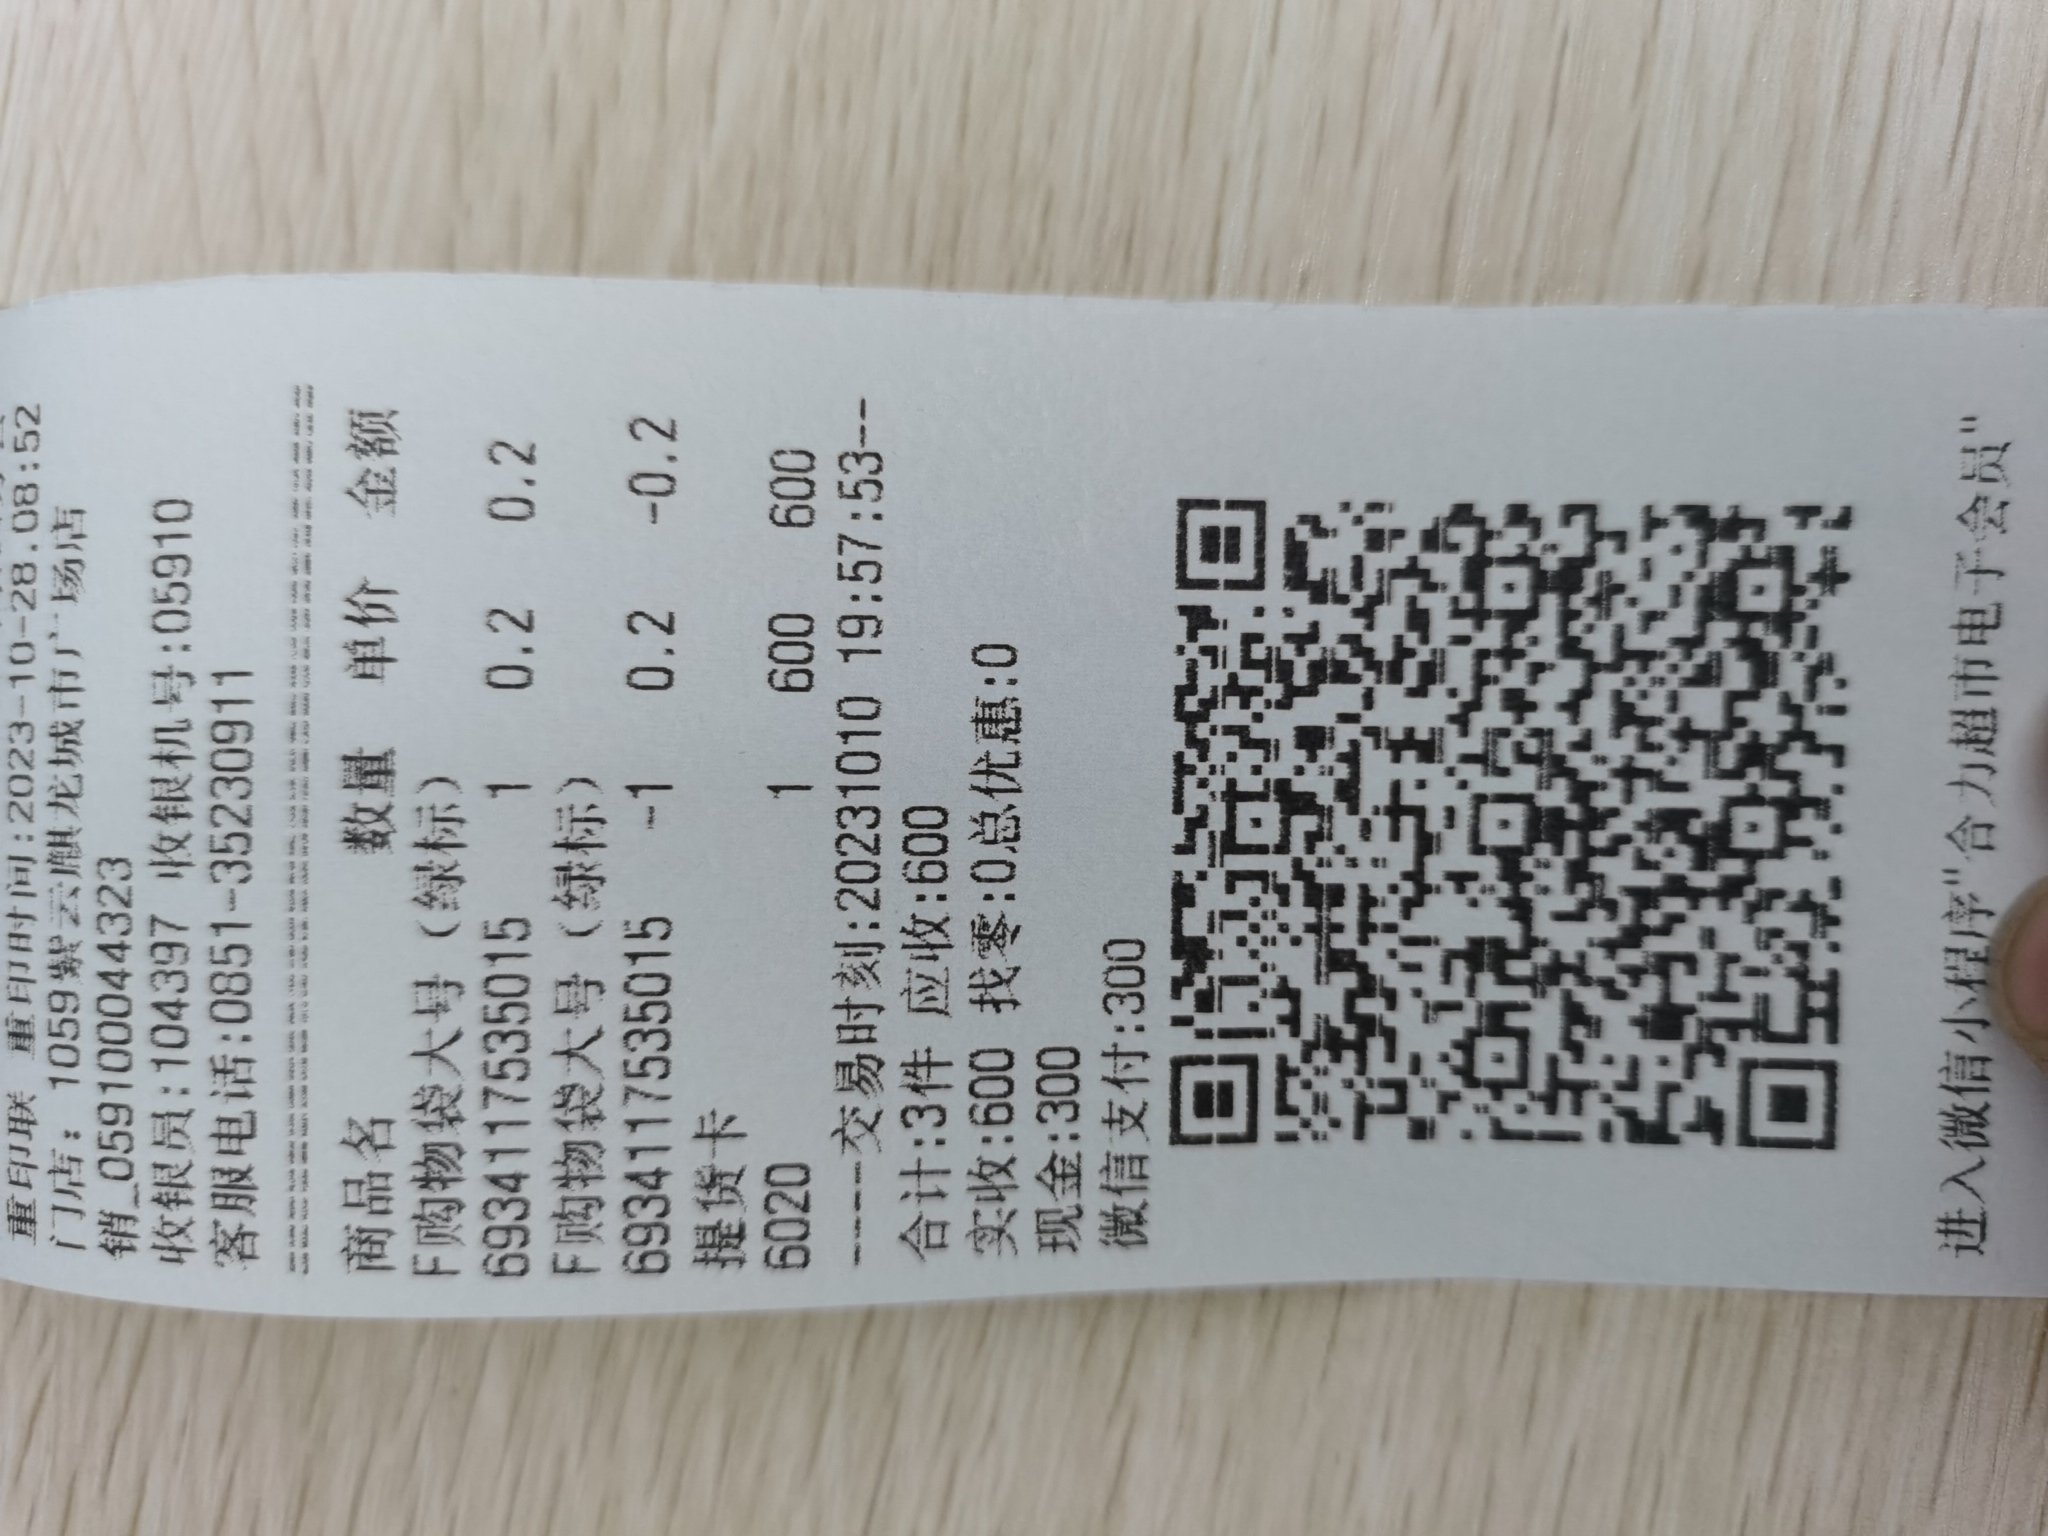 重印联 重印时间:2023-10-28.08:52
门店: 1059紫云麒龙城市广场店
销_0591000044323
收银员:104397 收银机号:05910
客服电话:0851-35230911
商品名 数量 单价 金额
F购物袋大号（绿标）
6934117535015 1 0.2 0.2
F购物袋大号（绿标）
6934117535015 -1 0.2 -0.2
提货卡
6020 1 600 600
----交易时刻:20231010 19:57:53--
合计:3件 应收:600
实收:600 找零:0总优惠:0
现金:300
微信支付:300
进入微信小程序"合力超市电子会员"